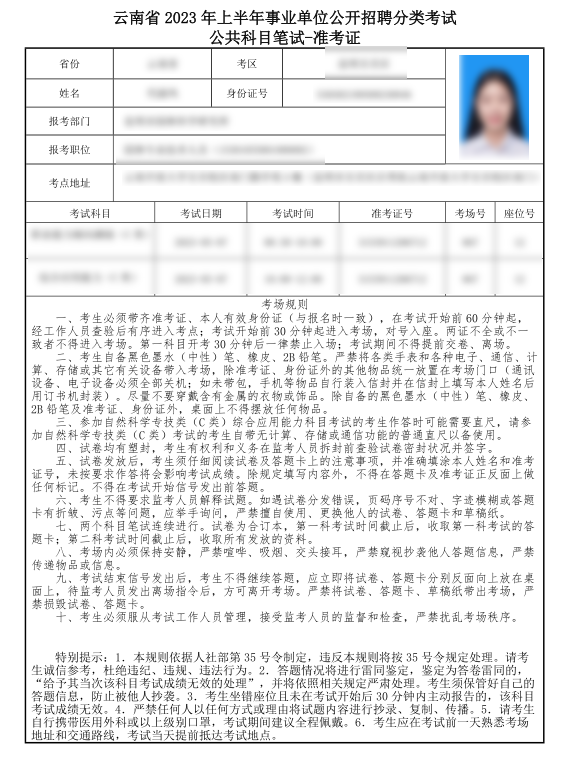 云南省 2023 年上半年事业单位公开招聘分类考试
公共科目笔试-准考证
省份 考区
姓名 身份证号
报考部门
报考职位
考点地址
考试科目 考试日期 考试时间 准考证号 考场号 座位号
考场规则
一、考生必须带齐准考证、本人有效身份证（与报名时一致），在考试开始前 60 分钟起，
经工作人员查验后有序进入考点；考试开始前 30 分钟起进入考场，对号入座。两证不全或不一
致者不得进入考场。第一科目开考 30 分钟后一律禁止入场；考试期间不得提前交卷、离场。
二、考生自备黑色墨水（中性）笔、橡皮、2B 铅笔。严禁将各类手表和各种电子、通信、计
算、存储或其它有关设备带入考场，除准考证、身份证外的其他物品统一放置在考场门口（通讯
设备、电子设备必须全部关机；如未带包，手机等物品自行装入信封并在信封上填写本人姓名后
用订书机封装）。尽量不要穿戴含有金属的衣物或饰品。除自备的黑色墨水（中性）笔、橡皮、
2B 铅笔及准考证、身份证外，桌面上不得摆放任何物品。
三、参加自然科学专技类（C 类）综合应用能力科目考试的考生作答时可能需要直尺，请参
加自然科学专技类（C 类）考试的考生自带无计算、存储或通信功能的普通直尺以备使用。
四、试卷均有塑封，考生有权利和义务在监考人员拆封前查验试卷密封状况并签字。
五、试卷发放后，考生须仔细阅读试卷及答题卡上的注意事项，并准确填涂本人姓名和准考
证号，未按要求作答将会影响考试成绩。除规定填写内容外，不得在答题卡及准考证正反面上做
任何标记。不得在考试开始信号发出前答题。
六、考生不得要求监考人员解释试题。如遇试卷分发错误，页码序号不对、字迹模糊或答题
卡有折皱、污点等问题，应举手询问，严禁擅自使用、更换他人的试卷、答题卡和草稿纸。
七、两个科目笔试连续进行。试卷为合订本，第一科考试时间截止后，收取第一科考试的答
题卡；第二科考试时间截止后，收取所有发放的资料。
八、考场内必须保持安静，严禁喧哗、吸烟、交头接耳，严禁窥视抄袭他人答题信息，严禁
传递物品或信息。
九、考试结束信号发出后，考生不得继续答题，应立即将试卷、答题卡分别反面向上放在桌
面上，待监考人员发出离场指令后，方可离开考场。严禁将试卷、答题卡、草稿纸带出考场，严
禁损毁试卷、答题卡。
十、考生必须服从考试工作人员管理，接受监考人员的监督和检查，严禁扰乱考场秩序。
特别提示：1. 本规则依据人社部第 35 号令制定，违反本规则将按 35 号令规定处理。请考
生诚信参考，杜绝违纪、违规、违法行为。2. 答题情况将进行雷同鉴定，鉴定为答卷雷同的，
“给予其当次该科目考试成绩无效的处理”，并将依照相关规定严肃处理。考生须保管好自己的
答题信息，防止被他人抄袭。3. 考生坐错座位且未在考试开始后 30 分钟内主动报告的，该科目
考试成绩无效。4. 严禁任何人以任何方式或理由将试题内容进行抄录、复制、传播。5. 请考生
自行携带医用外科或以上级别口罩，考试期间建议全程佩戴。6. 考生应在考试前一天熟悉考场
地址和交通路线，考试当天提前抵达考试地点。